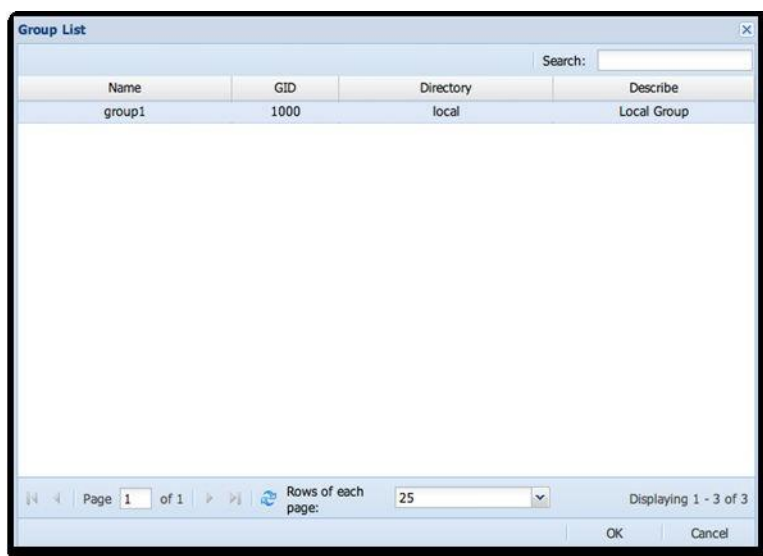 Group List
Search:
Name GID Directory Describe
group1 1000 local Local Group
Page 1 of 1 Rows of each page: 25 Displaying 1 - 3 of 3
OK Cancel